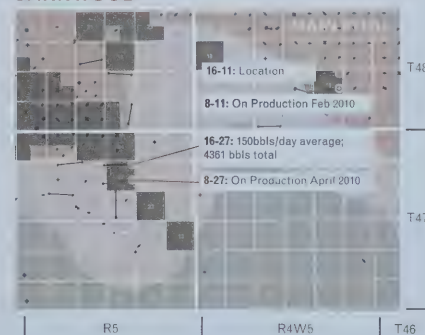 T48
16-11: Location
8-11: On Production Feb 2010
16-27: 150bbls/day average;
4361 bbls total
8-27: On Production April 2010
T47
R5
R4W5
T46